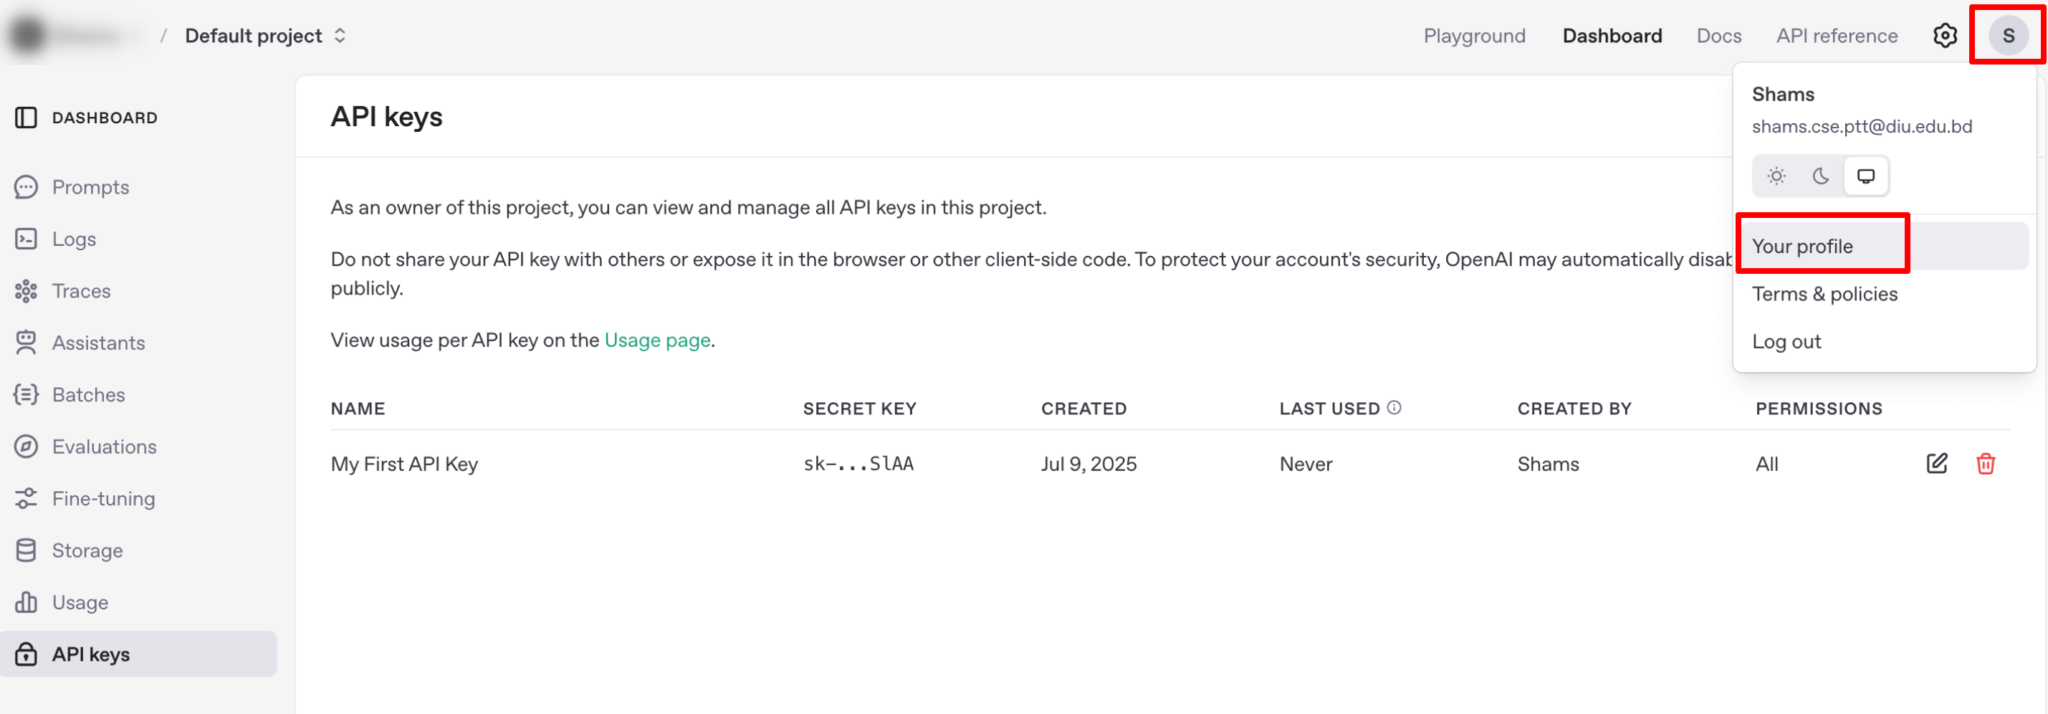 / Default project
Playground Dashboard Docs API reference S
DASHBOARD
Prompts
Logs
Traces
Assistants
Batches
Evaluations
Fine-tuning
Storage
Usage
API keys
API keys
As an owner of this project, you can view and manage all API keys in this project.
Do not share your API key with others or expose it in the browser or other client-side code. To protect your account's security, OpenAI may automatically disab
publicly.
View usage per API key on the Usage page.
NAME SECRET KEY CREATED LAST USED CREATED BY PERMISSIONS
My First API Key sk-...SlAA Jul 9, 2025 Never Shams All
Shams
shams.cse.ptt@diu.edu.bd
Your profile
Terms & policies
Log out